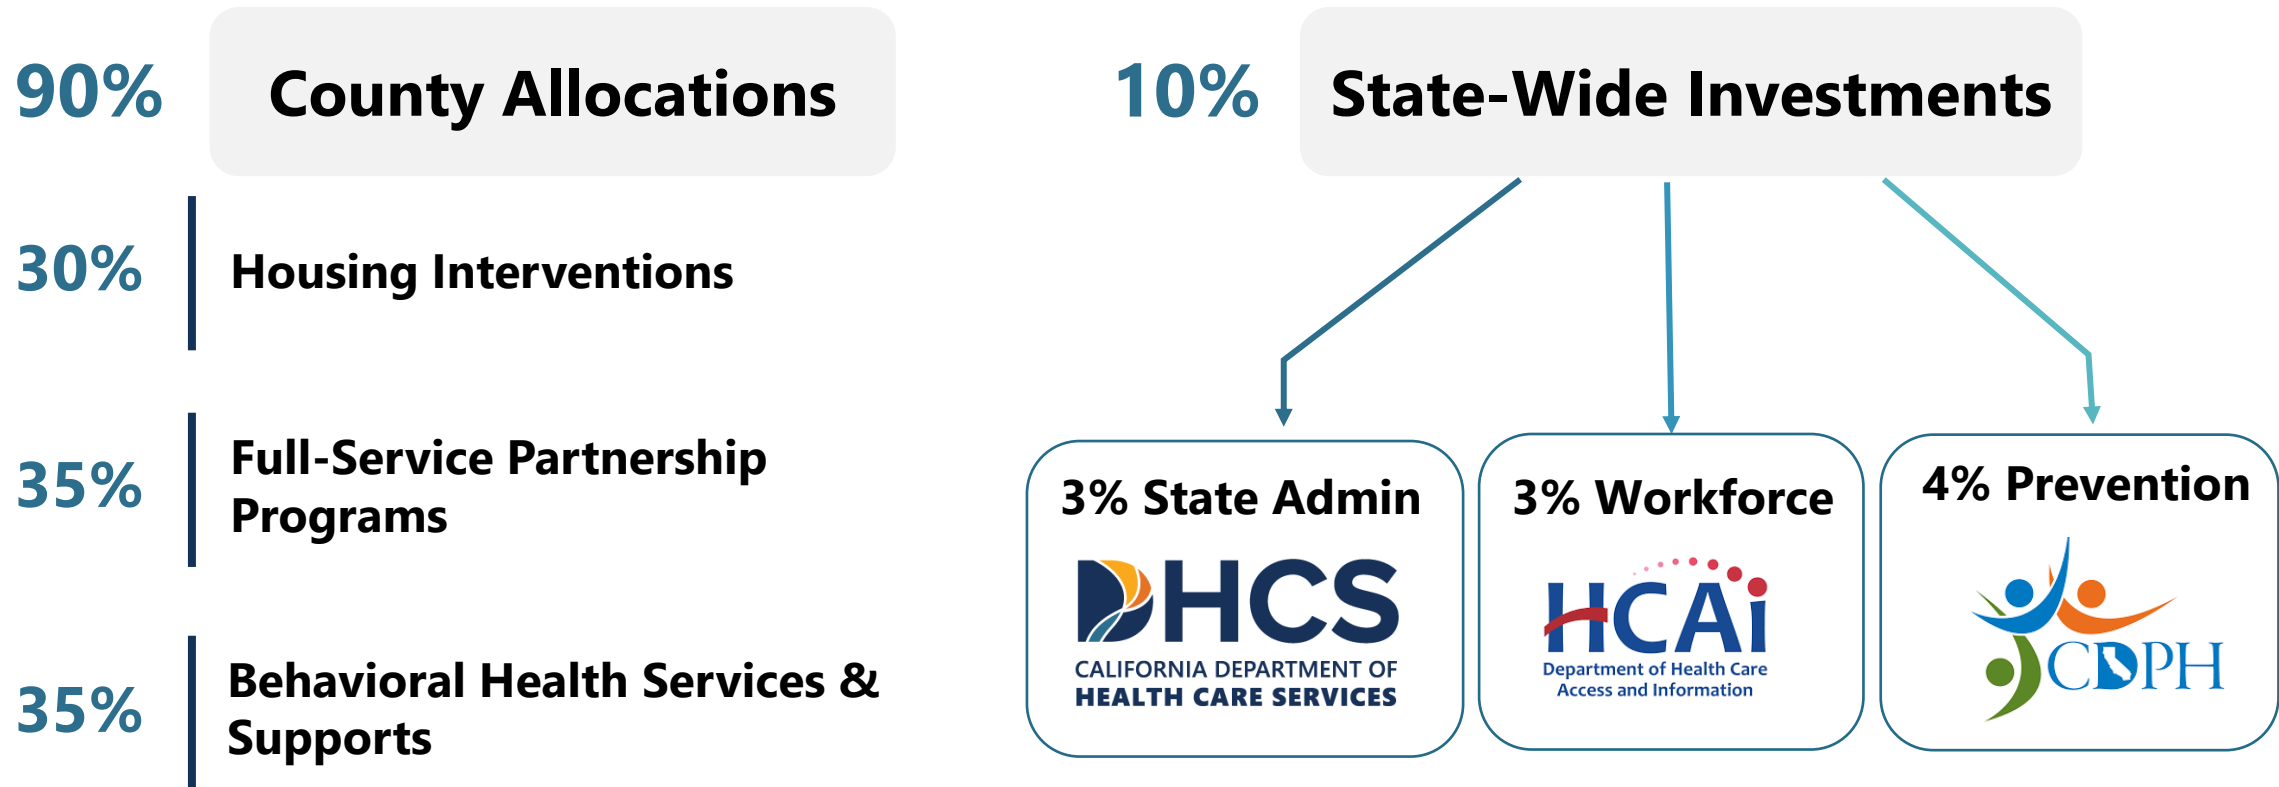 90%
County Allocations
30%
Housing Interventions
35%
Full-Service Partnership
Programs
35%
Behavioral Health Services &
Supports
10%
State-Wide Investments
3% State Admin
DHCS
CALIFORNIA DEPARTMENT OF
HEALTH CARE SERVICES
3% Workforce
HCAi
Department of Health Care
Access and Information
4% Prevention
CDPH